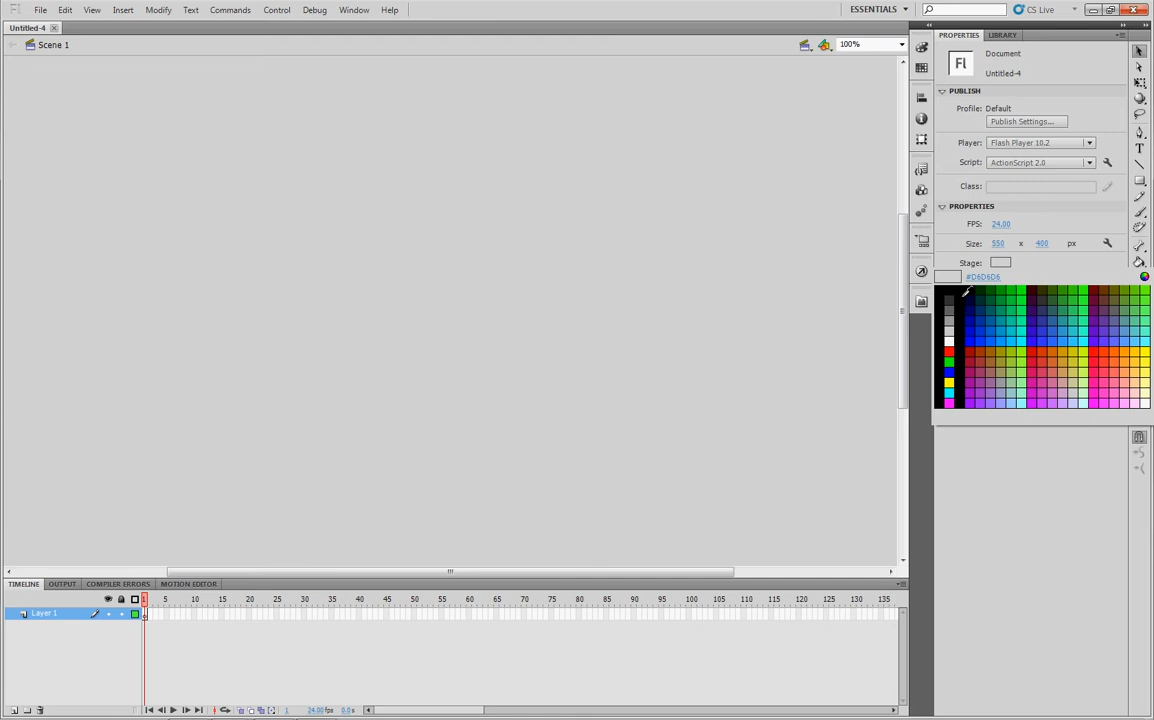 Fl File Edit View Insert Modify Text Commands Control Debug Window Help ESSENTIALS CS Live
Untitled-4
Scene 1 100%
PROPERTIES LIBRARY
Fl Document
Untitled-4
PUBLISH
Profile: Default
Publish Settings...
Player: Flash Player 10.2
Script: ActionScript 2.0
Class:
PROPERTIES
FPS: 24.00
Size: 550 x 400 px
Stage:
#D6D6D6
TIMELINE OUTPUT COMPILER ERRORS MOTION EDITOR
1 5 10 15 20 25 30 35 40 45 50 55 60 65 70 75 80 85 90 95 100 105 110 115 120 125 130 135
Layer 1
1 24.00fps 0.0s